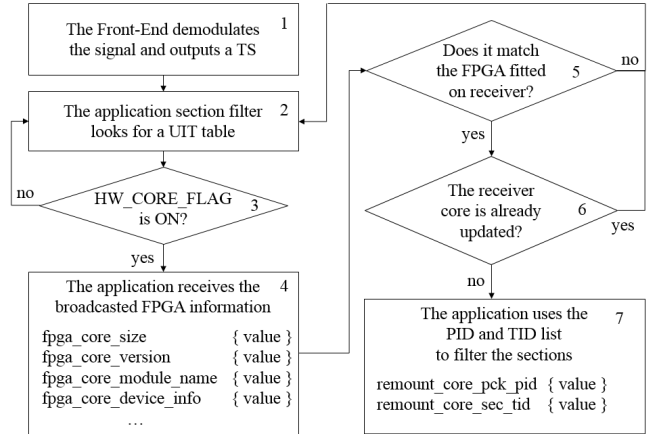 The Front-End demodulates
the signal and outputs a TS
1
The application section filter
looks for a UIT table
2
HW_CORE_FLAG
is ON?
3
no
yes
The application receives the
broadcasted FPGA information
4
fpga_core_size { value }
fpga_core_version { value }
fpga_core_module_name { value }
fpga_core_device_info { value }
...
Does it match
the FPGA fitted
on receiver?
5
no
yes
The receiver
core is already
updated?
6
yes
no
The application uses the
PID and TID list
to filter the sections
7
remount_core_pck_pid { value }
remount_core_sec_tid { value }